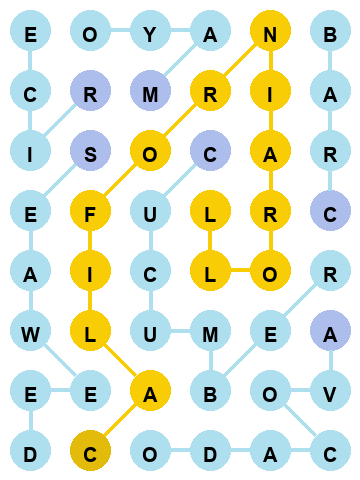 E O Y A N B
C R M R I A
I S O C A R
E F U L R C
A I C L O R
W L U M E A
E E A B O V
D C O D A C